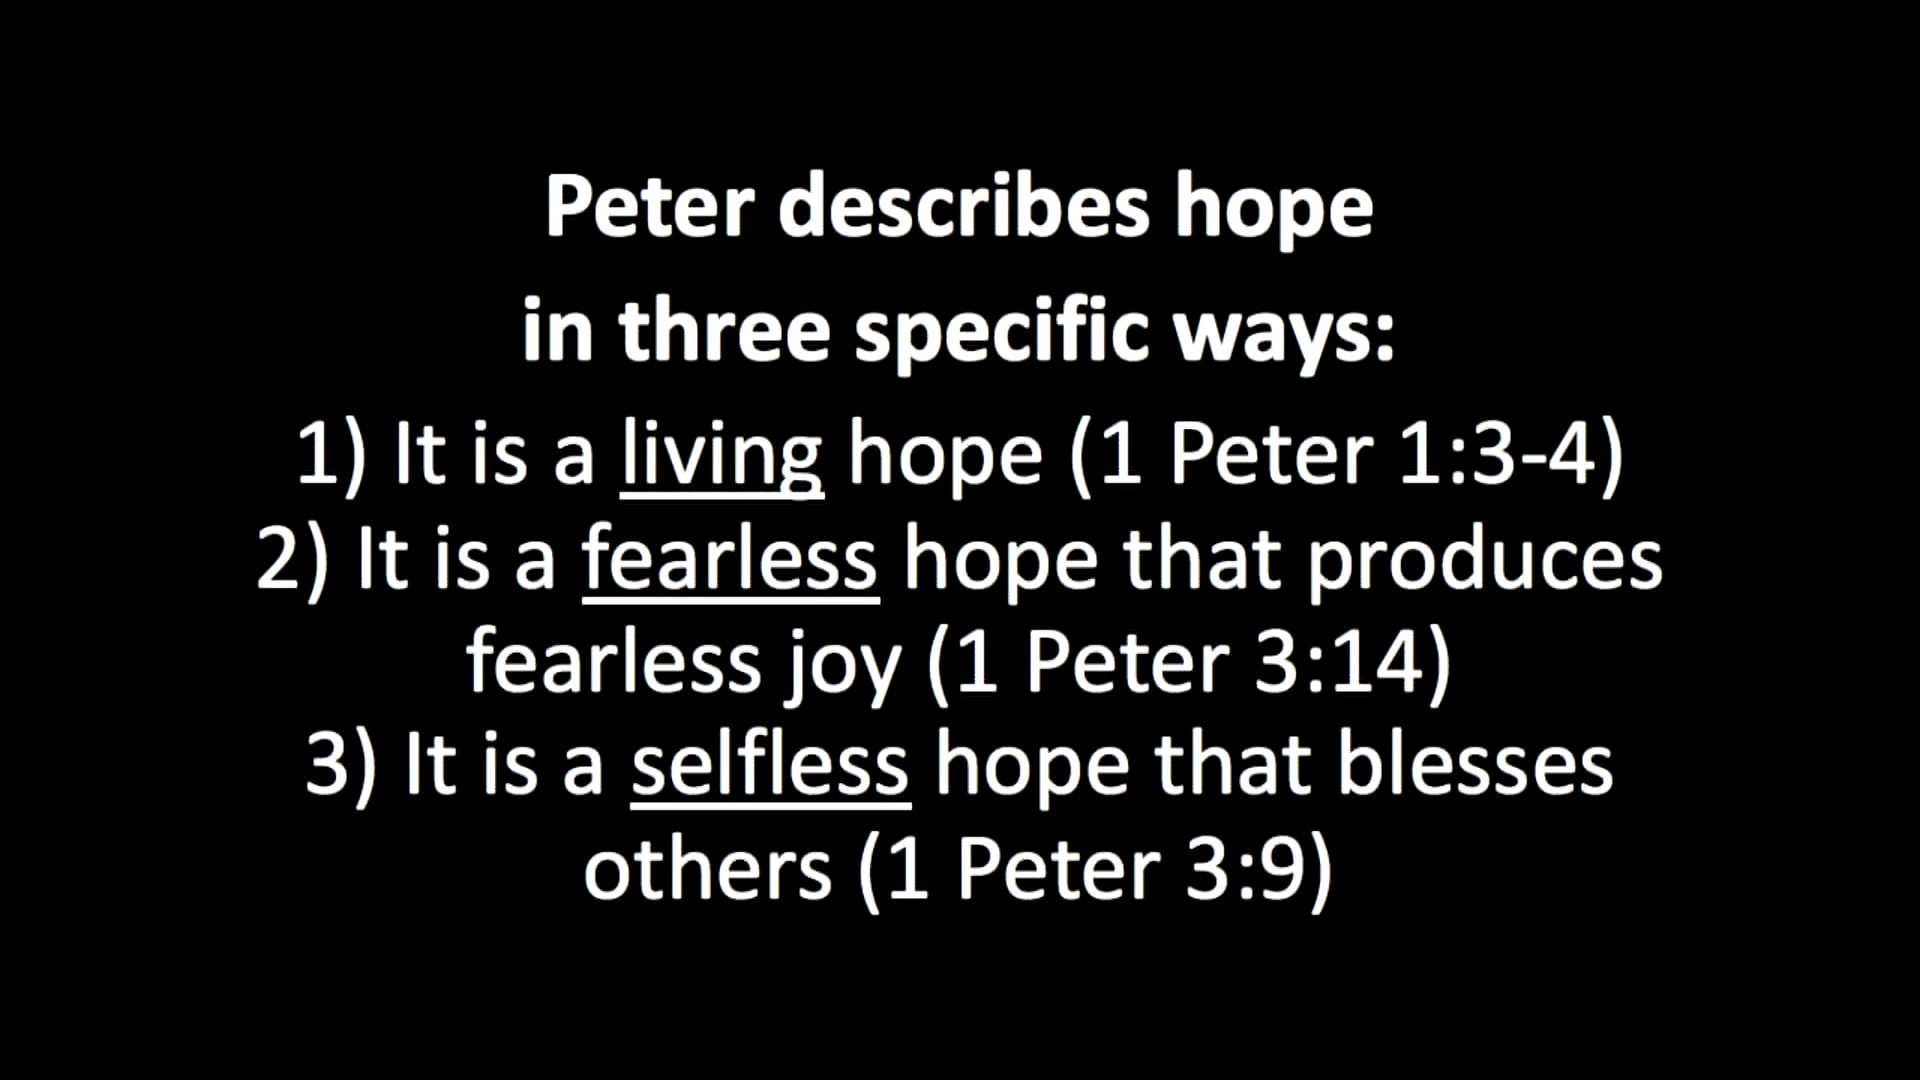 Peter describes hope
in three specific ways:
1) It is a living hope (1 Peter 1:3-4)
2) It is a fearless hope that produces
fearless joy (1 Peter 3:14)
3) It is a selfless hope that blesses
others (1 Peter 3:9)